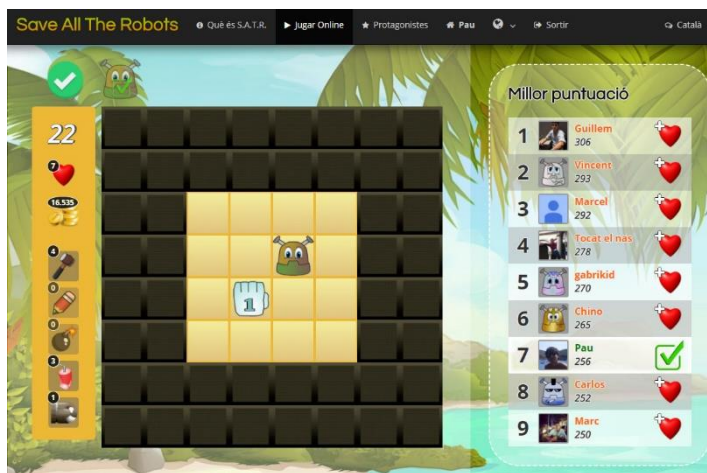 Save All The Robots
Què és S.A.T.R.
Jugar Online
Protagonistes
Pau
Sortir
Català
22
7
16.535
4
0
0
3
1
1
Millor puntuació
1 Guillem
306
2 Vincent
293
3 Marcel
292
4 Tocat el nas
278
5 gabrikid
270
6 Chino
265
7 Pau
256
8 Carlos
252
9 Marc
250